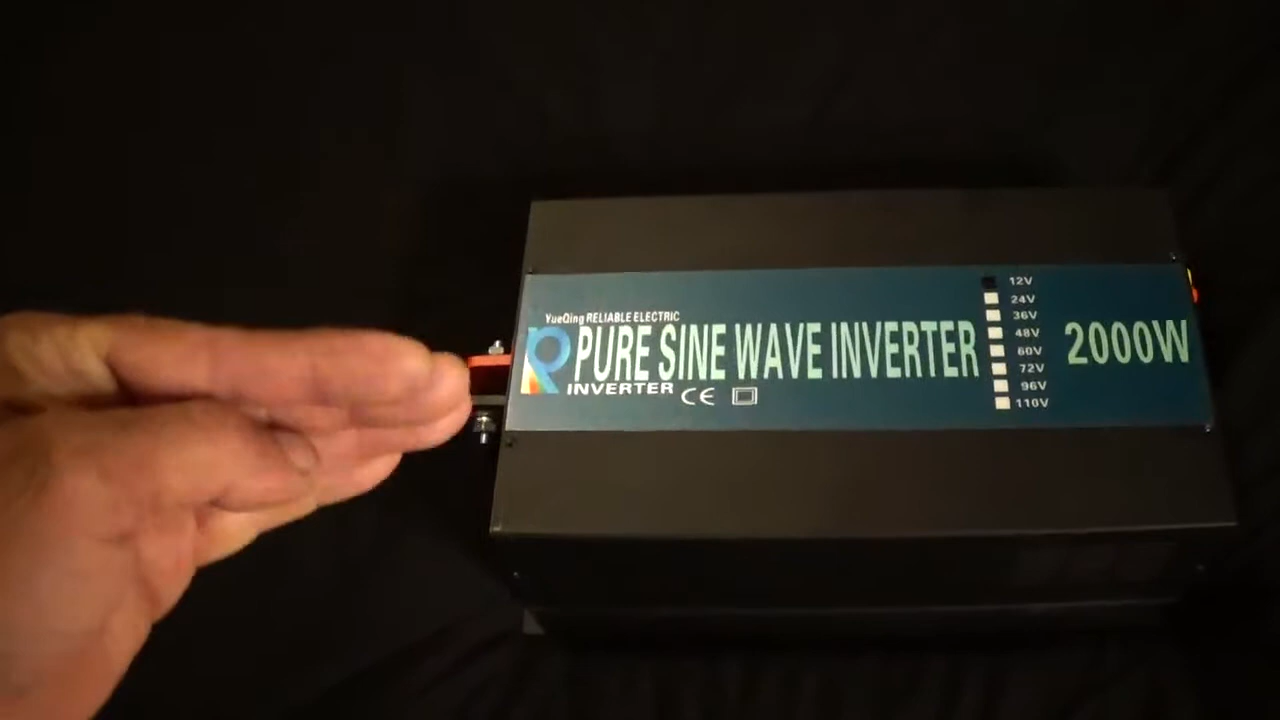 YueQing RELIABLE ELECTRIC
R PURE SINE WAVE INVERTER
INVERTER CE
12V
24V
36V
48V
60V
72V
96V
110V
2000W